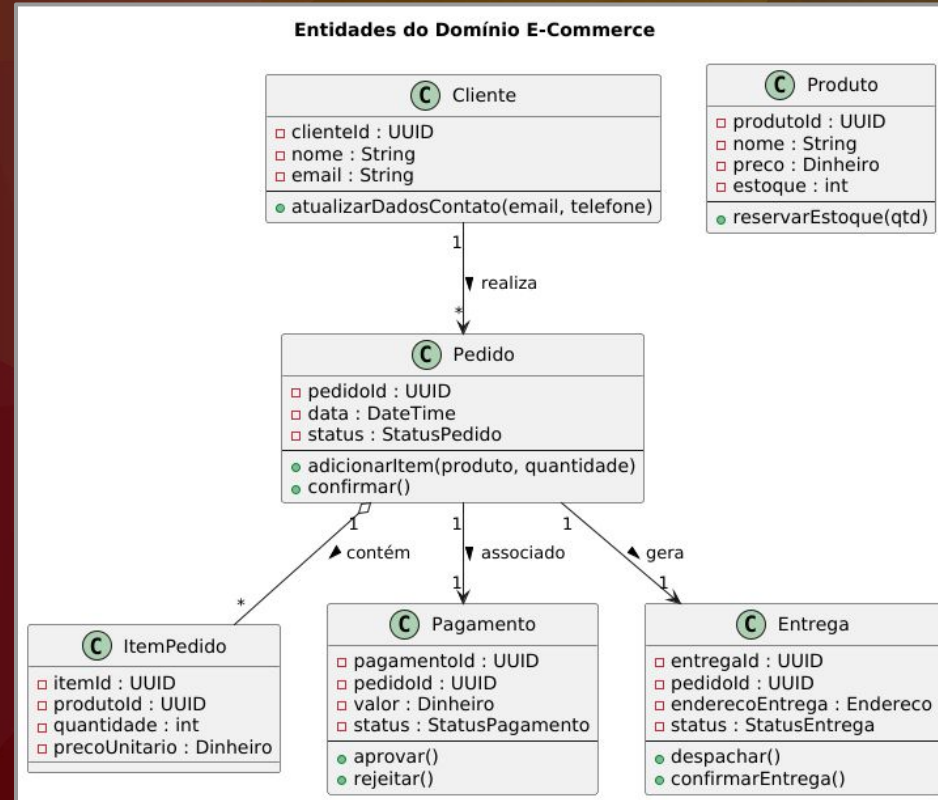 Entidades do Domínio E-Commerce
C Cliente
clienteId : UUID
nome : String
email : String
atualizarDadosContato(email, telefone)
C Produto
produtoId : UUID
nome : String
preco : Dinheiro
estoque : int
reservarEstoque(qtd)
1
realiza
*
C Pedido
pedidoId : UUID
data : DateTime
status : StatusPedido
adicionarItem(produto, quantidade)
confirmar()
1
contém
*
1
associado
1
1
gera
1
C ItemPedido
itemId : UUID
produtoId : UUID
quantidade : int
precoUnitario : Dinheiro
C Pagamento
pagamentoId : UUID
pedidoId : UUID
valor : Dinheiro
status : StatusPagamento
aprovar()
rejeitar()
C Entrega
entregaId : UUID
pedidoId : UUID
enderecoEntrega : Endereco
status : StatusEntrega
despachar()
confirmarEntrega()